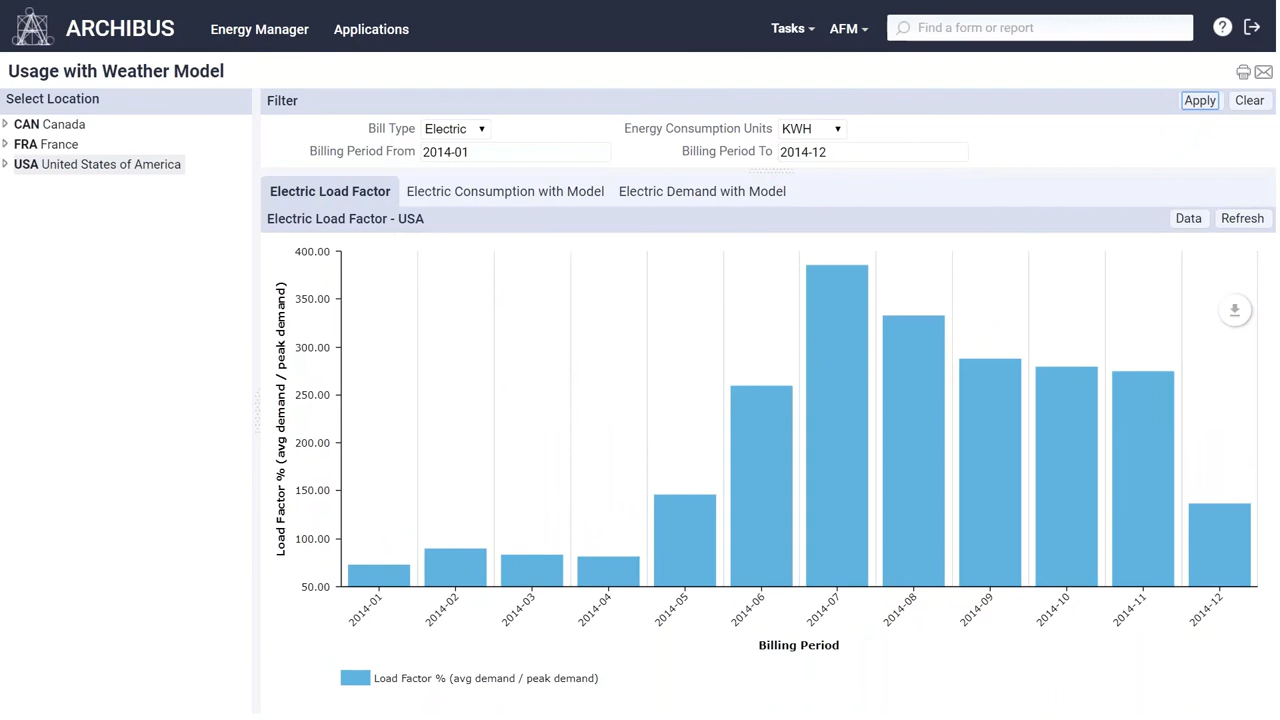 ARCHIBUS Energy Manager Applications Tasks AFM Find a form or report ?
Usage with Weather Model
Select Location
CAN Canada
FRA France
USA United States of America
Filter Apply Clear
Bill Type Electric Energy Consumption Units KWH
Billing Period From 2014-01 Billing Period To 2014-12
Electric Load Factor Electric Consumption with Model Electric Demand with Model
Electric Load Factor - USA Data Refresh
Load Factor % (avg demand / peak demand)
400.00
350.00
300.00
250.00
200.00
150.00
100.00
50.00
2014-01 2014-02 2014-03 2014-04 2014-05 2014-06 2014-07 2014-08 2014-09 2014-10 2014-11 2014-12
Billing Period
Load Factor % (avg demand / peak demand)